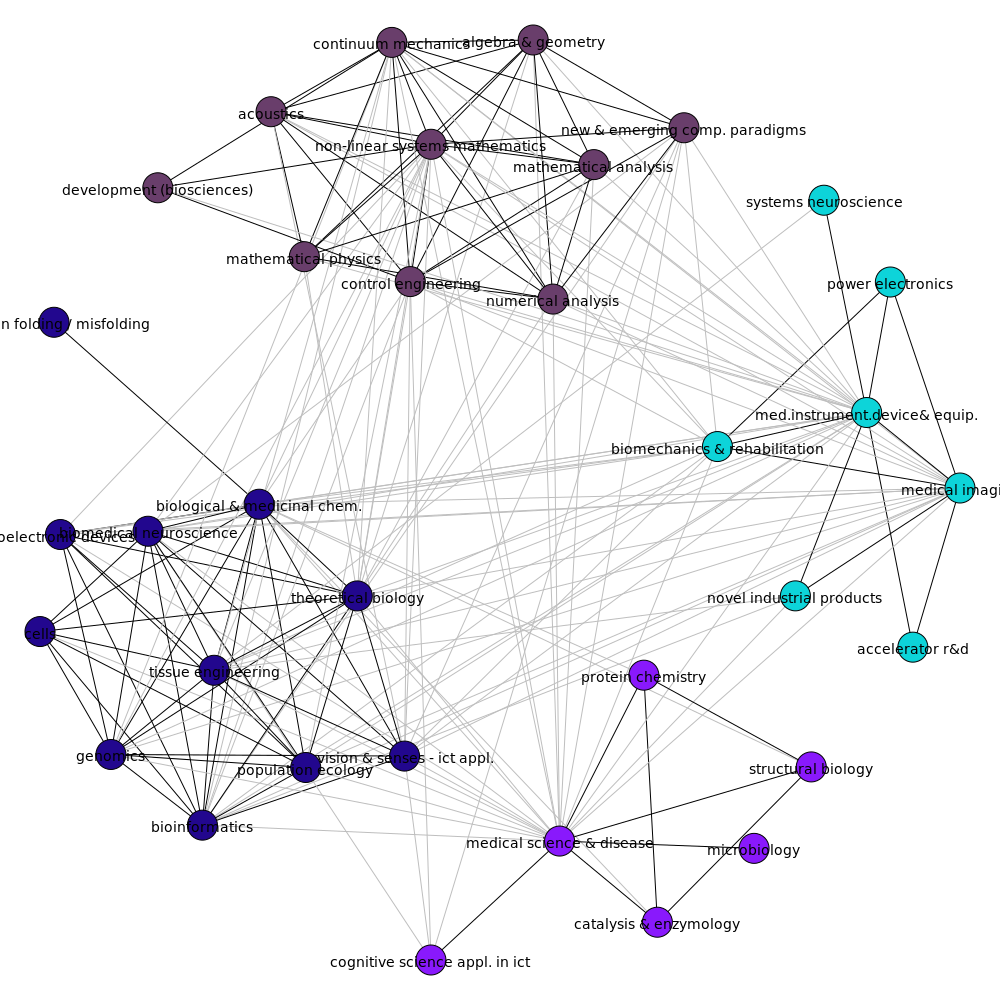 continuum mechanics
algebra & geometry
acoustics
new & emerging comp. paradigms
non-linear systems mathematics
mathematical analysis
development (biosciences)
systems neuroscience
mathematical physics
control engineering
power electronics
numerical analysis
n folding / misfolding
med.instrument.device& equip.
biomechanics & rehabilitation
medical imagi
biological & medicinal chem.
biomedical neuroscience
oelectronic devices
theoretical biology
novel industrial products
cells
accelerator r&d
tissue engineering
protein chemistry
genomics
vision & senses - ict appl.
population ecology
structural biology
bioinformatics
medical science & disease
microbiology
catalysis & enzymology
cognitive science appl. in ict